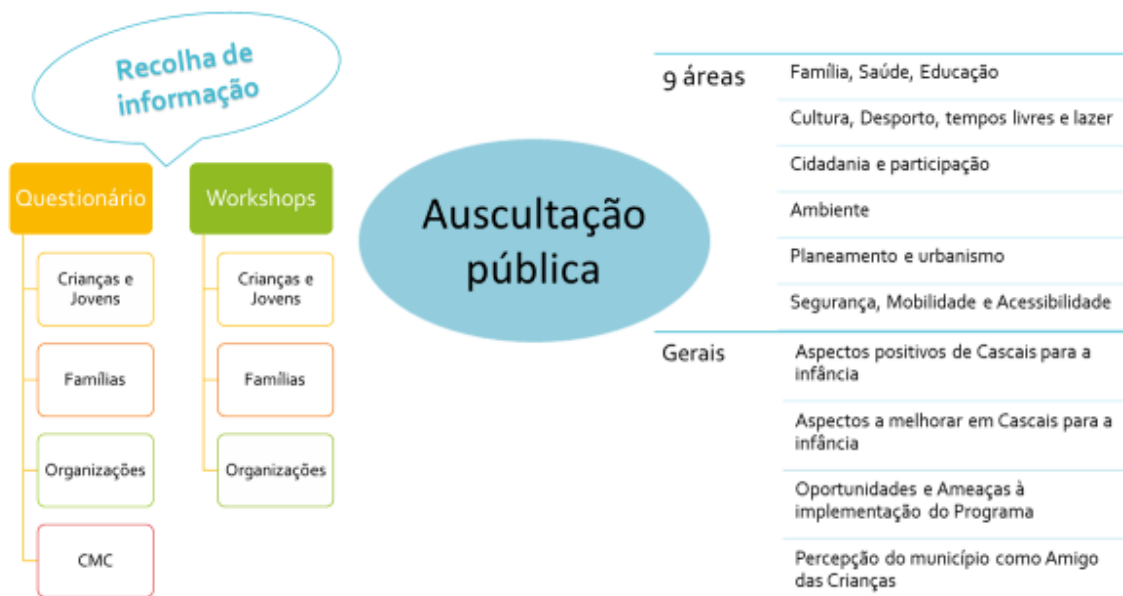 Recolha de
informação
Questionário
Crianças e
Jovens
Famílias
Organizações
CMC
Workshops
Crianças e
Jovens
Famílias
Organizações
Auscultação
pública
9 áreas
Família, Saúde, Educação
Cultura, Desporto, tempos livres e lazer
Cidadania e participação
Ambiente
Planeamento e urbanismo
Segurança, Mobilidade e Acessibilidade
Gerais
Aspectos positivos de Cascais para a
infância
Aspectos a melhorar em Cascais para a
infância
Oportunidades e Ameaças à
implementação do Programa
Percepção do município como Amigo
das Crianças